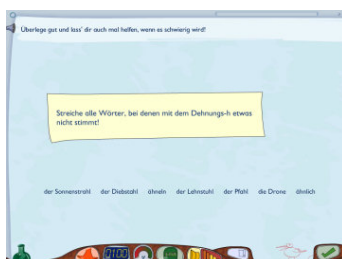 Überlege gut und lass' dir auch mal helfen, wenn es schwierig wird!
Streiche alle Wörter, bei denen mit dem Dehnungs-h etwas
nicht stimmt!
der Sonnenstrahl der Diebstahl ähneln der Lehnstuhl der Pfahl die Drone ähnlich